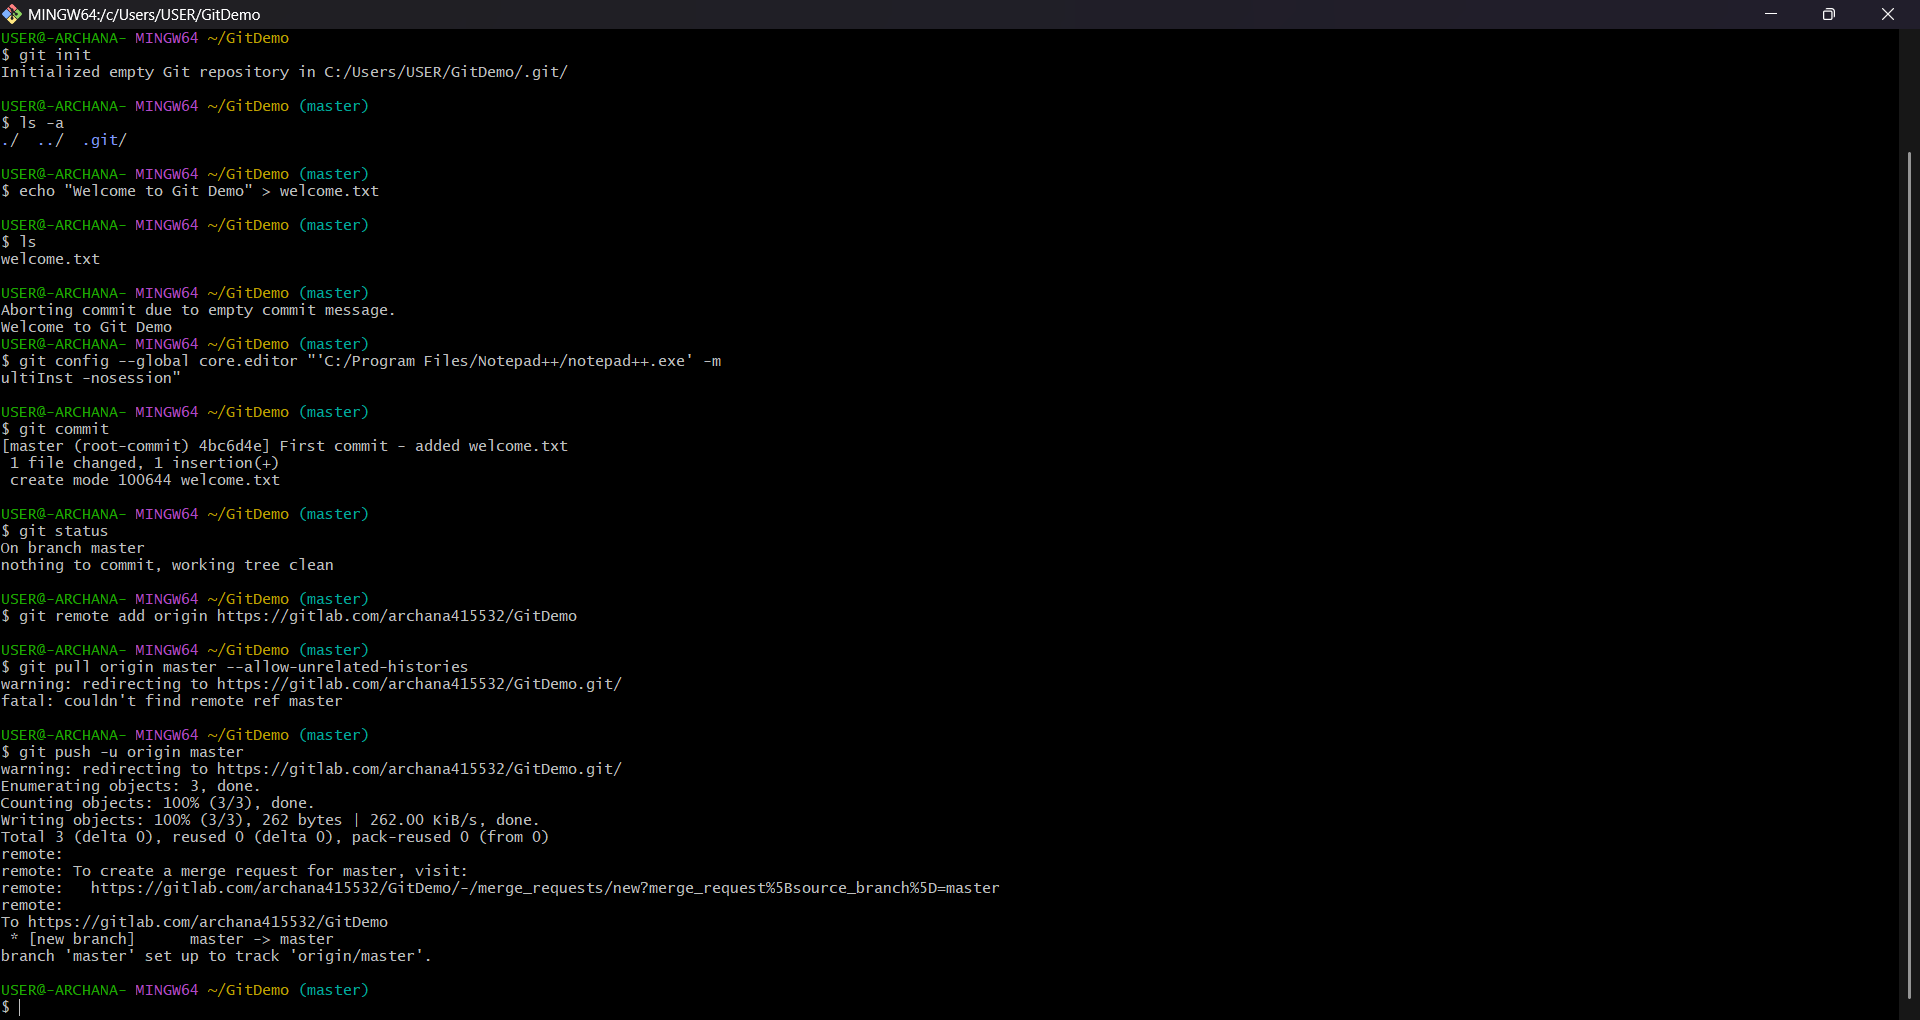 MINGW64:/c/Users/USER/GitDemo
USER@-ARCHANA- MINGW64 ~/GitDemo
$ git init
Initialized empty Git repository in C:/Users/USER/GitDemo/.git/
USER@-ARCHANA- MINGW64 ~/GitDemo (master)
$ ls -a
./  ../  .git/
USER@-ARCHANA- MINGW64 ~/GitDemo (master)
$ echo "Welcome to Git Demo" > welcome.txt
USER@-ARCHANA- MINGW64 ~/GitDemo (master)
$ ls
welcome.txt
USER@-ARCHANA- MINGW64 ~/GitDemo (master)
Aborting commit due to empty commit message.
Welcome to Git Demo
USER@-ARCHANA- MINGW64 ~/GitDemo (master)
$ git config --global core.editor "'C:/Program Files/Notepad++/notepad++.exe' -m
ultiInst -nosession"
USER@-ARCHANA- MINGW64 ~/GitDemo (master)
$ git commit
[master (root-commit) 4bc6d4e] First commit - added welcome.txt
 1 file changed, 1 insertion(+)
 create mode 100644 welcome.txt
USER@-ARCHANA- MINGW64 ~/GitDemo (master)
$ git status
On branch master
nothing to commit, working tree clean
USER@-ARCHANA- MINGW64 ~/GitDemo (master)
$ git remote add origin https://gitlab.com/archana415532/GitDemo
USER@-ARCHANA- MINGW64 ~/GitDemo (master)
$ git pull origin master --allow-unrelated-histories
warning: redirecting to https://gitlab.com/archana415532/GitDemo.git/
fatal: couldn't find remote ref master
USER@-ARCHANA- MINGW64 ~/GitDemo (master)
$ git push -u origin master
warning: redirecting to https://gitlab.com/archana415532/GitDemo.git/
Enumerating objects: 3, done.
Counting objects: 100% (3/3), done.
Writing objects: 100% (3/3), 262 bytes | 262.00 KiB/s, done.
Total 3 (delta 0), reused 0 (delta 0), pack-reused 0 (from 0)
remote:
remote: To create a merge request for master, visit:
remote:   https://gitlab.com/archana415532/GitDemo/-/merge_requests/new?merge_request%5Bsource_branch%5D=master
remote:
To https://gitlab.com/archana415532/GitDemo
 * [new branch]      master -> master
branch 'master' set up to track 'origin/master'.
USER@-ARCHANA- MINGW64 ~/GitDemo (master)
$